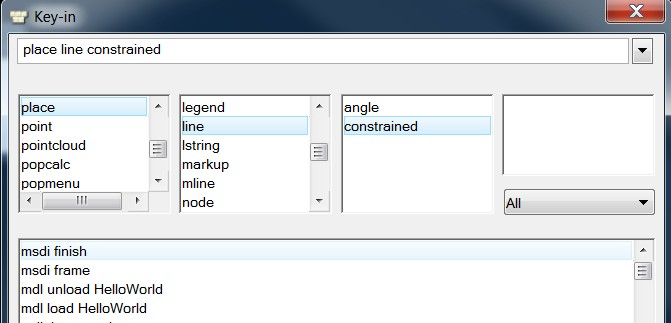 Key-in
place line constrained
place
point
pointcloud
popcalc
popmenu
legend
line
lstring
markup
mline
node
angle
constrained
All
msdi finish
msdi frame
mdl unload HelloWorld
mdl load HelloWorld